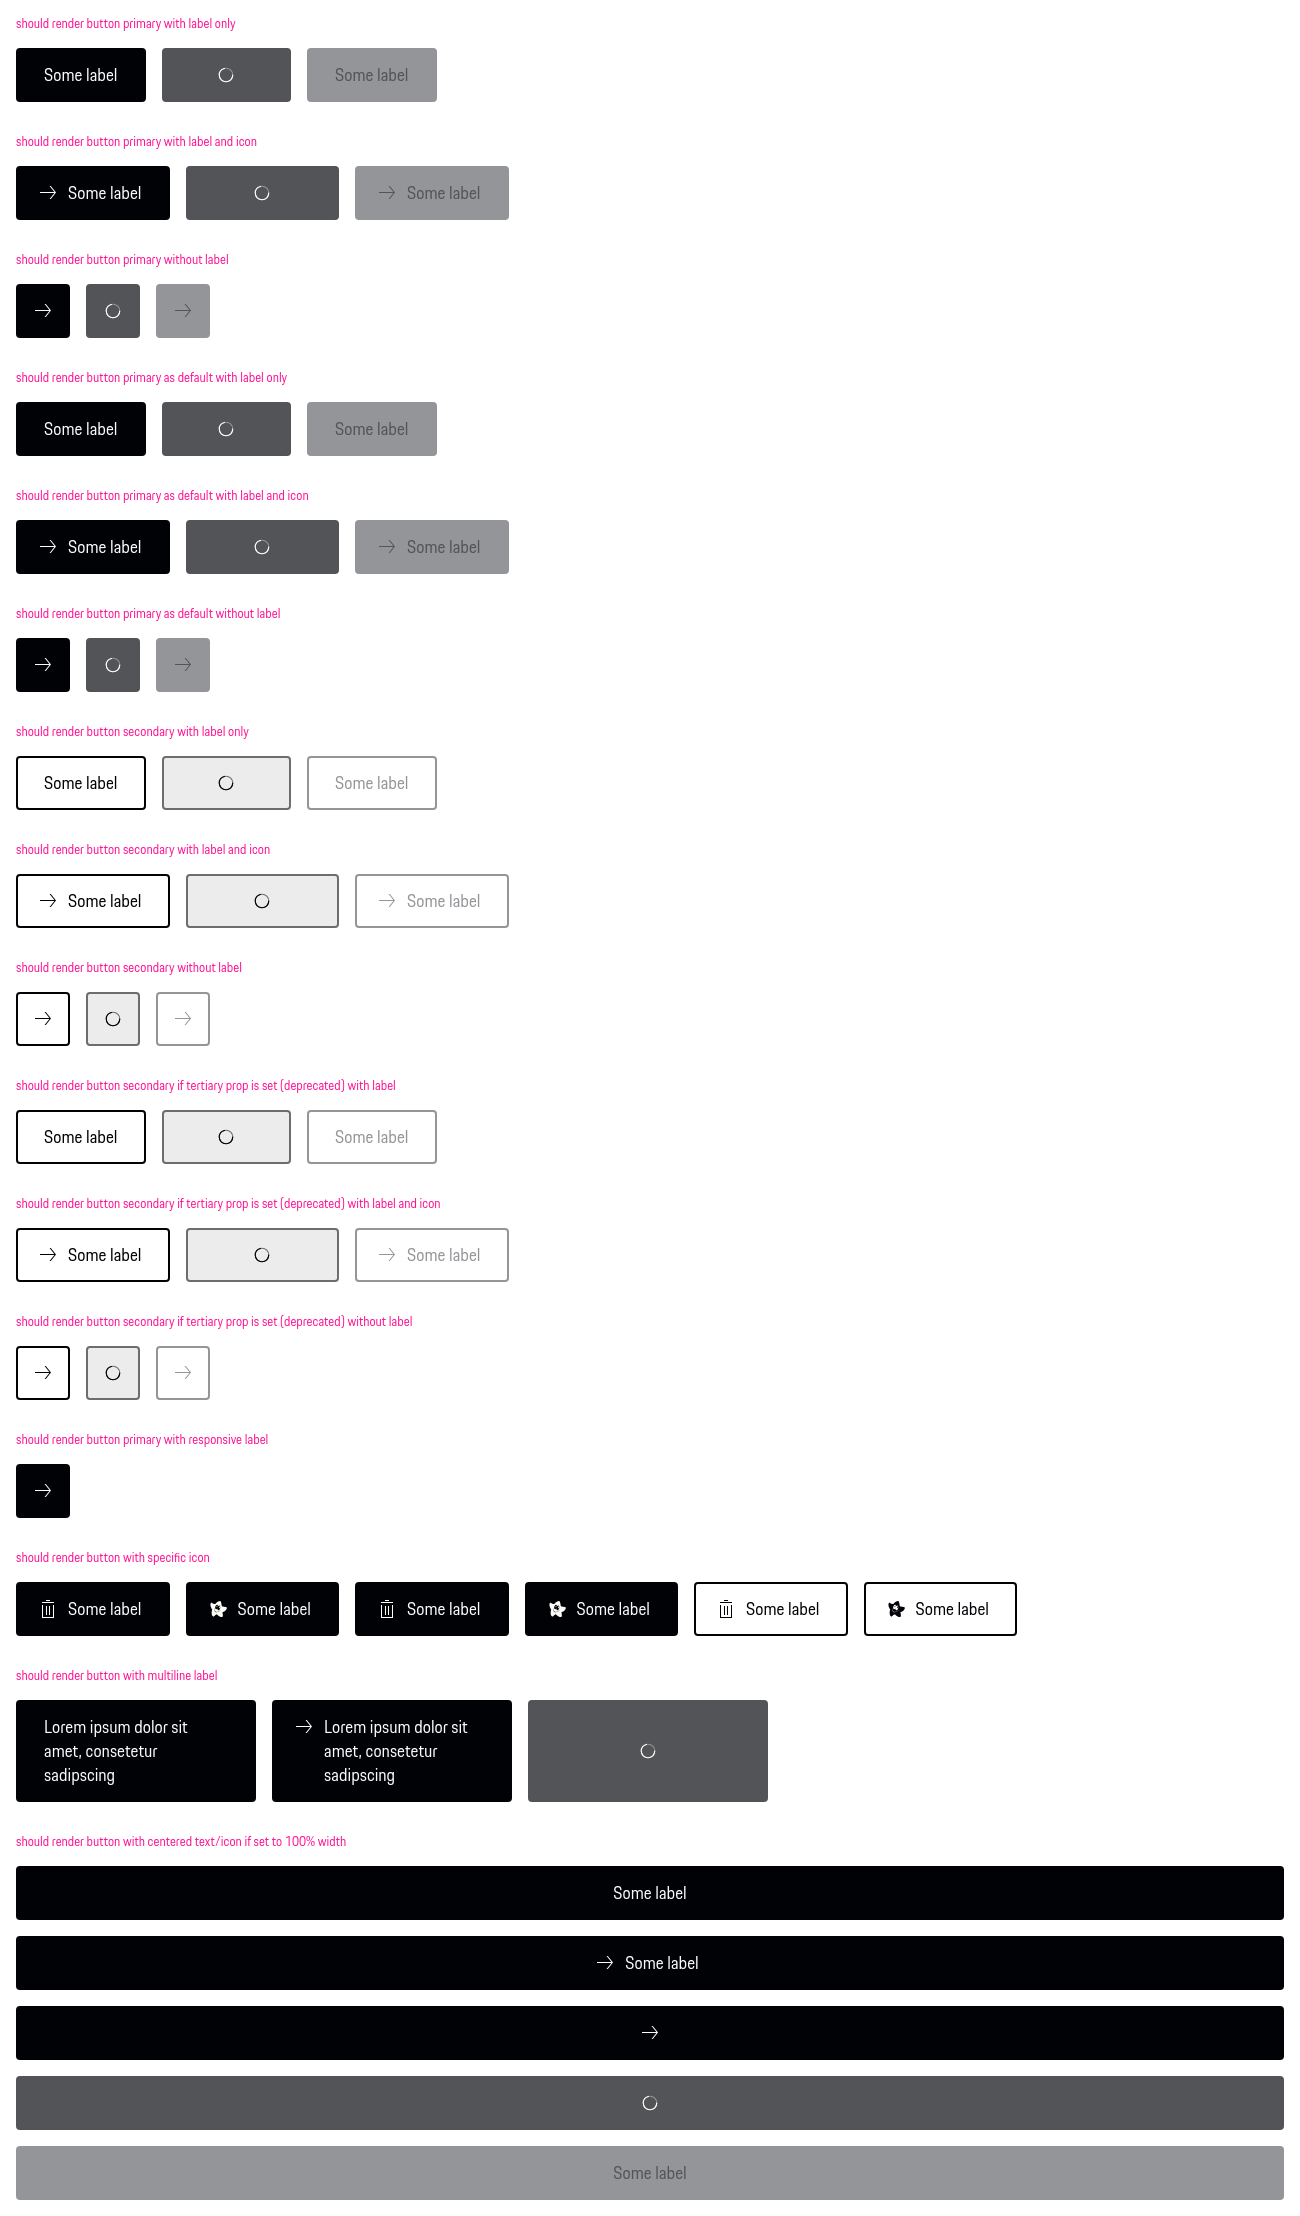 should render button primary with label only
Some label
Some label
should render button primary with label and icon
Some label
Some label
should render button primary without label
should render button primary as default with label only
Some label
Some label
should render button primary as default with label and icon
Some label
Some label
should render button primary as default without label
should render button secondary with label only
Some label
Some label
should render button secondary with label and icon
Some label
Some label
should render button secondary without label
should render button secondary if tertiary prop is set (deprecated) with label
Some label
Some label
should render button secondary if tertiary prop is set (deprecated) with label and icon
Some label
Some label
should render button secondary if tertiary prop is set (deprecated) without label
should render button primary with responsive label
should render button with specific icon
Some label
Some label
Some label
Some label
Some label
Some label
should render button with multiline label
Lorem ipsum dolor sit
amet, consetetur
sadipscing
Lorem ipsum dolor sit
amet, consetetur
sadipscing
should render button with centered text/icon if set to 100% width
Some label
Some label
Some label